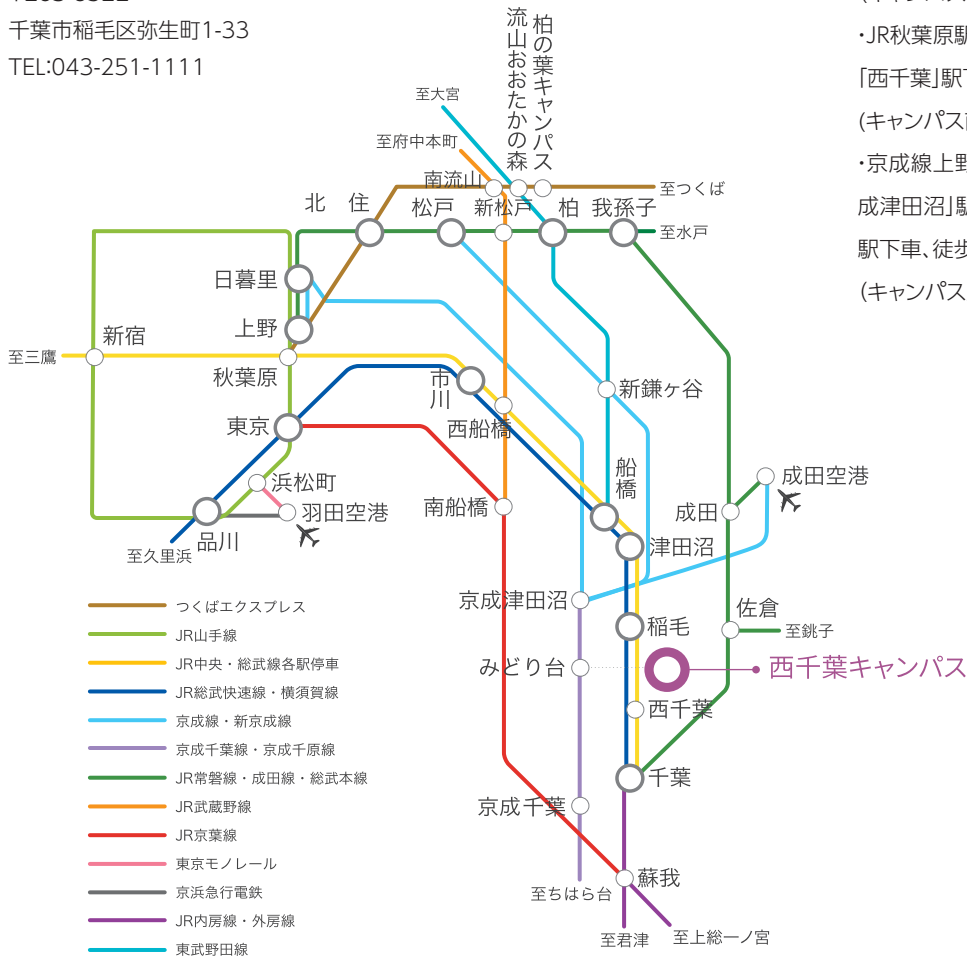 千葉市稲毛区弥生町1-33
TEL:043-251-1111
・JR秋葉原駅
「西千葉」駅下
・京成線上野
成津田沼」駅
駅下車、徒歩
(キャンパス
流山おおたかの森
柏の葉キャンパス
至大宮
至府中本町
南流山
至つくば
北 住
松戸
新松戸
柏
我孫子
至水戸
日暮里
上野
新宿
至三鷹
秋葉原
市川
西船橋
新鎌ヶ谷
東京
浜松町
羽田空港
品川
至久里浜
南船橋
船橋
津田沼
成田
成田空港
京成津田沼
稲毛
佐倉
至銚子
みどり台
西千葉キャンパス
西千葉
千葉
京成千葉
蘇我
至ちはら台
至君津
至上総一ノ宮
つくばエクスプレス
JR山手線
JR中央・総武線各駅停車
JR総武快速線・横須賀線
京成線・新京成線
京成千葉線・京成千原線
JR常磐線・成田線・総武本線
JR武蔵野線
JR京葉線
東京モノレール
京浜急行電鉄
JR内房線・外房線
東武野田線